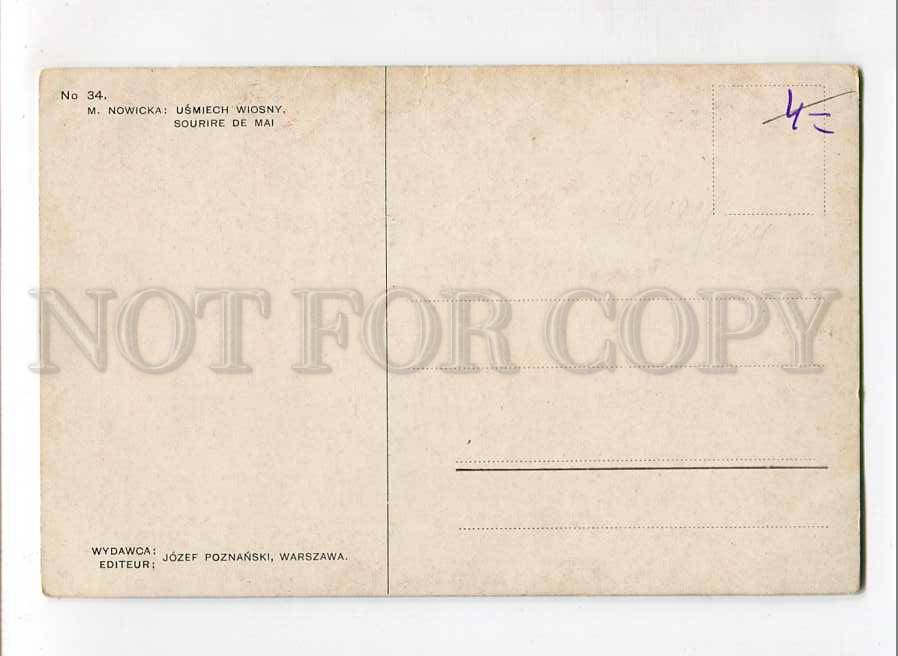 No 34.
M. NOWICKA: UŚMIECH WIOSNY.
SOURIRE DE MAI
4=
NOT FOR COPY
WYDAWCA:
EDITEUR; JÓZEF POZNAŃSKI, WARSZAWA.